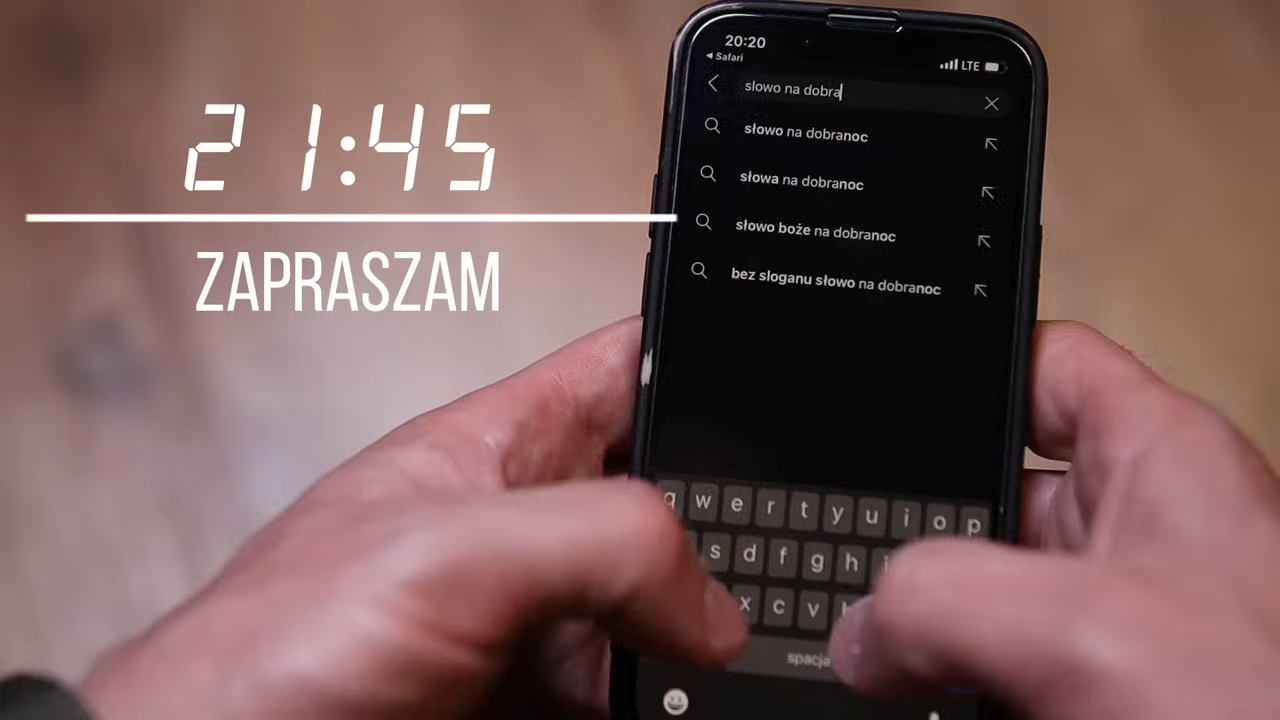 21:45
ZAPRASZAM
20:20
Safari
LTE
slowo na dobra
słowo na dobranoc
słowa na dobranoc
słowo boże na dobranoc
bez sloganu słowo na dobranoc
q w e r t y u i o p
s d f g h
x c v
spacja